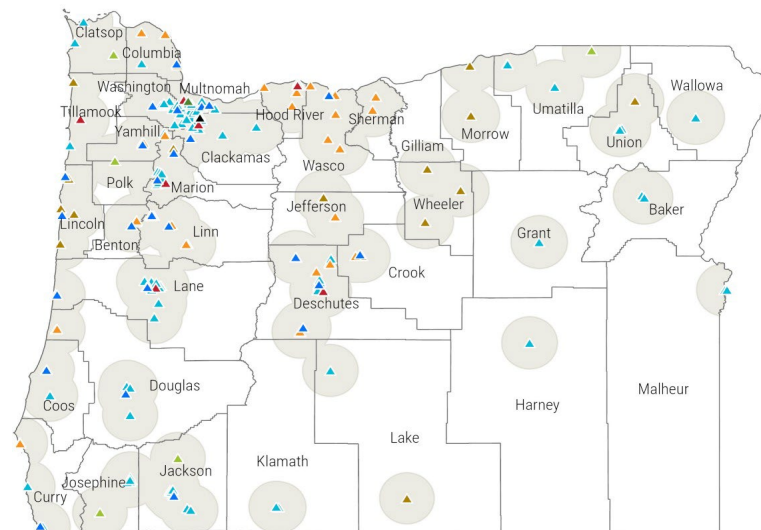 Clatsop
Columbia
Washington
Multnomah
Wallowa
Tillamook
Hood River
Umatilla
Sherman
Yamhill
Morrow
Gilliam
Union
Clackamas
Wasco
Polk
Marion
Jefferson
Wheeler
Baker
Lincoln
Linn
Grant
Benton
Crook
Lane
Deschutes
Douglas
Malheur
Coos
Harney
Lake
Klamath
Jackson
Josephine
Curry